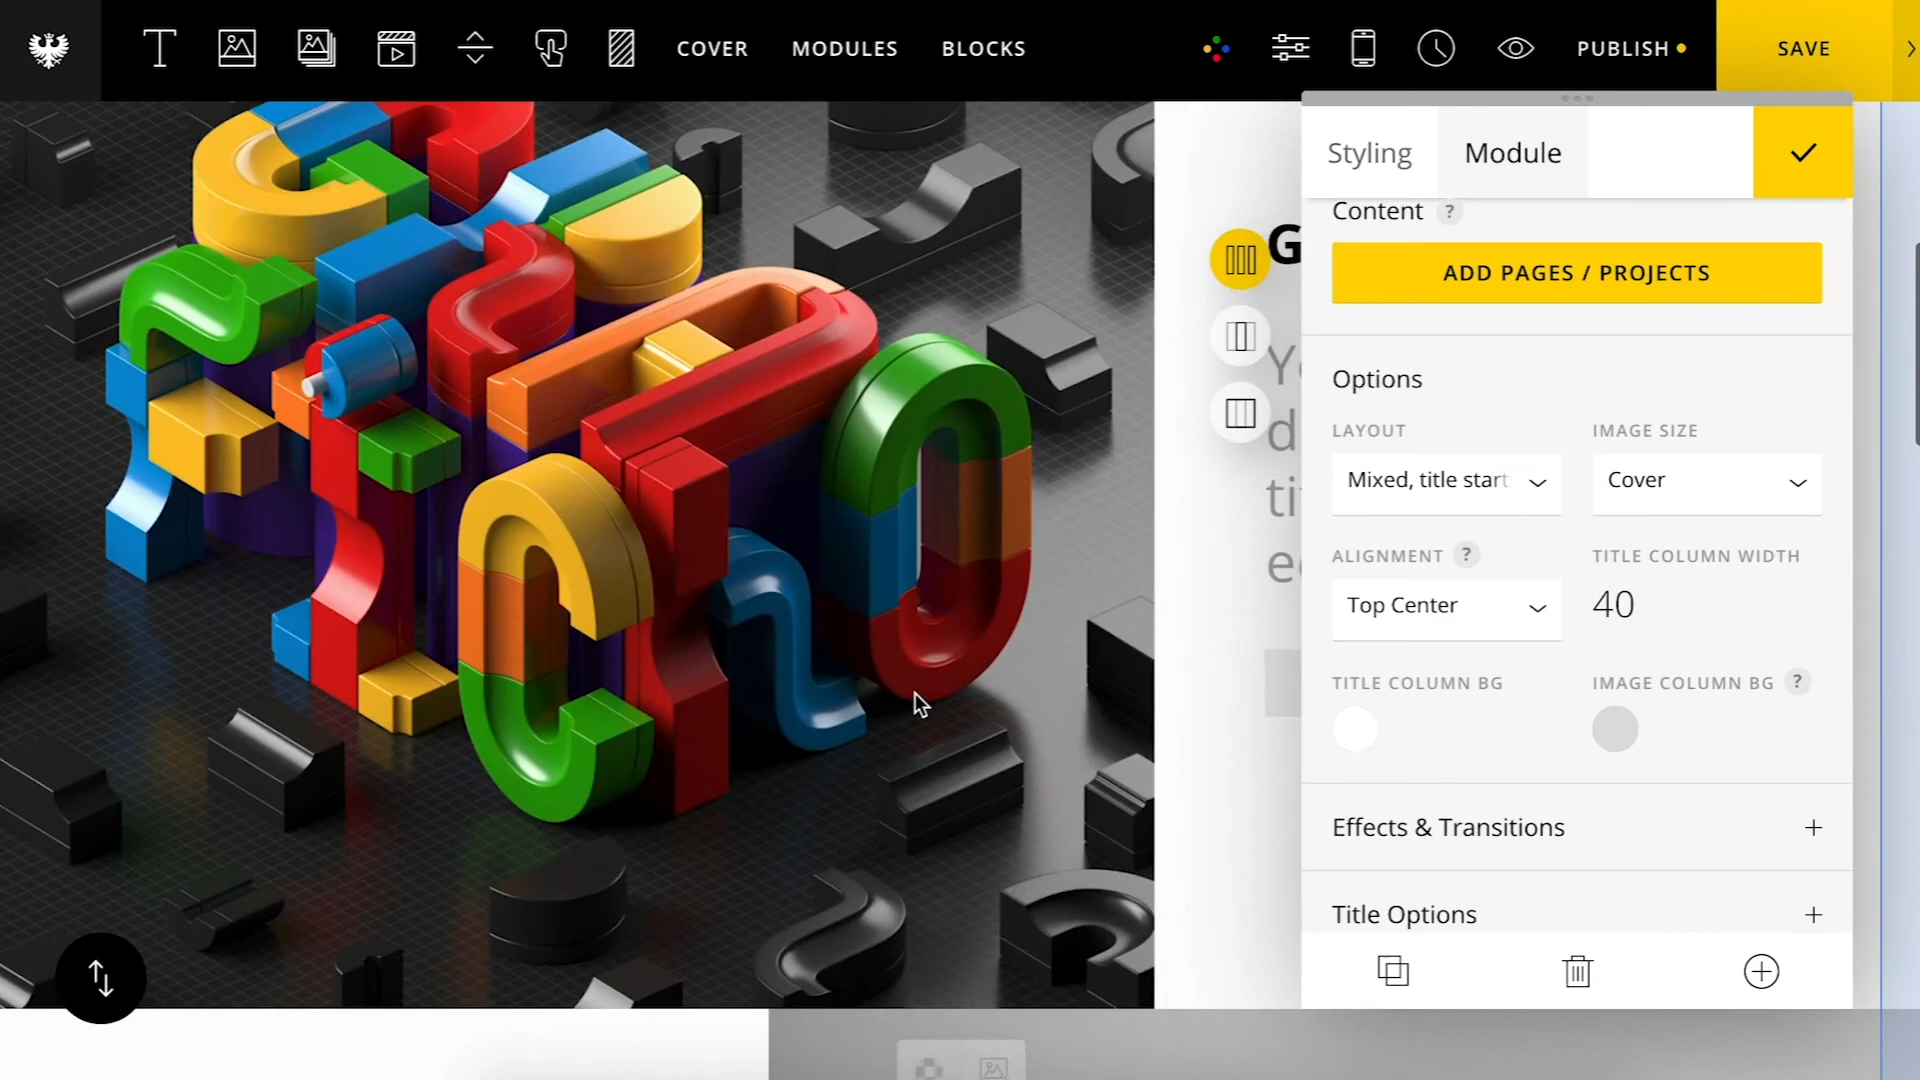 COVER
MODULES
BLOCKS
PUBLISH
SAVE
Styling
Module
Content ?
ADD PAGES / PROJECTS
Options
LAYOUT
IMAGE SIZE
Mixed, title start
Cover
ALIGNMENT ?
TITLE COLUMN WIDTH
Top Center
40
TITLE COLUMN BG
IMAGE COLUMN BG ?
Effects & Transitions
Title Options